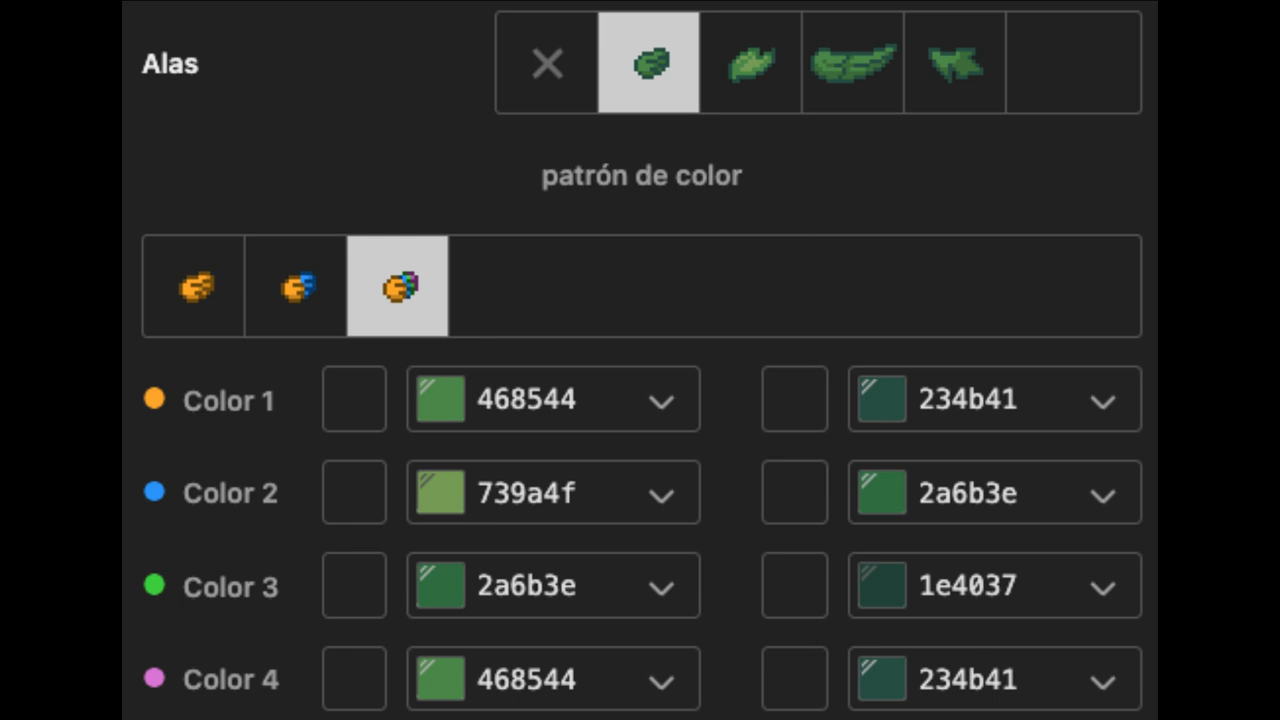 Alas
patrón de color
Color 1 468544 234b41
Color 2 739a4f 2a6b3e
Color 3 2a6b3e 1e4037
Color 4 468544 234b41